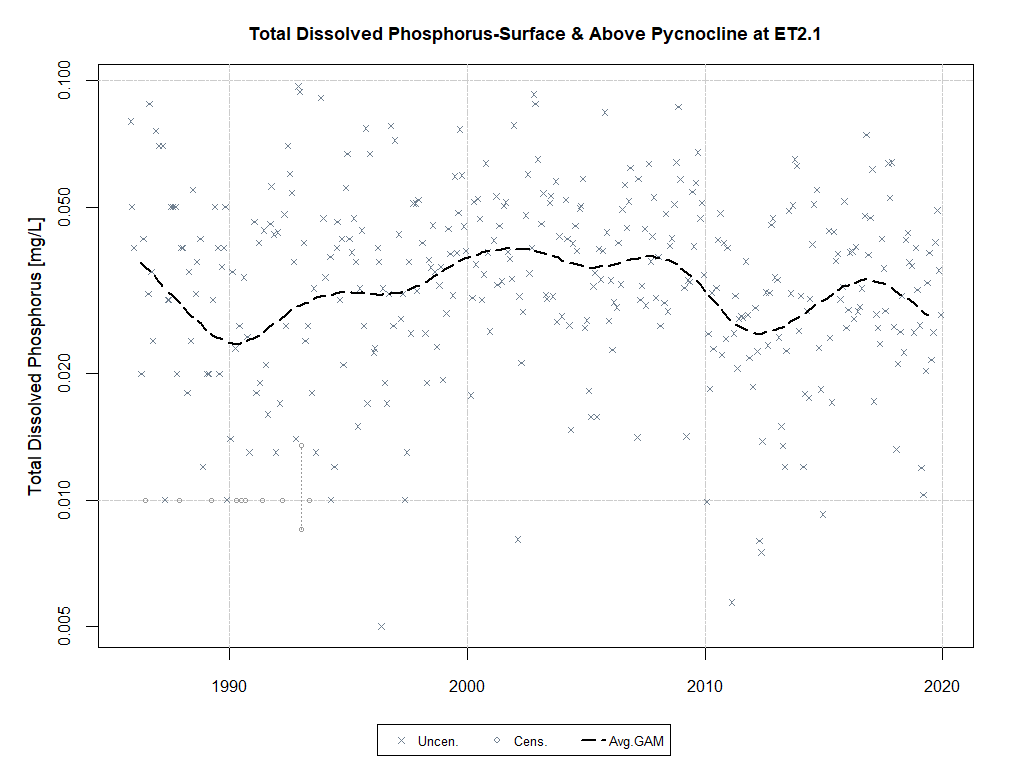 Total Dissolved Phosphorus-Surface & Above Pycnocline at ET2.1
Total Dissolved Phosphorus [mg/L]
0.100
0.050
0.020
0.010
0.005
1990
2000
2010
2020
Uncen.
Cens.
Avg.GAM